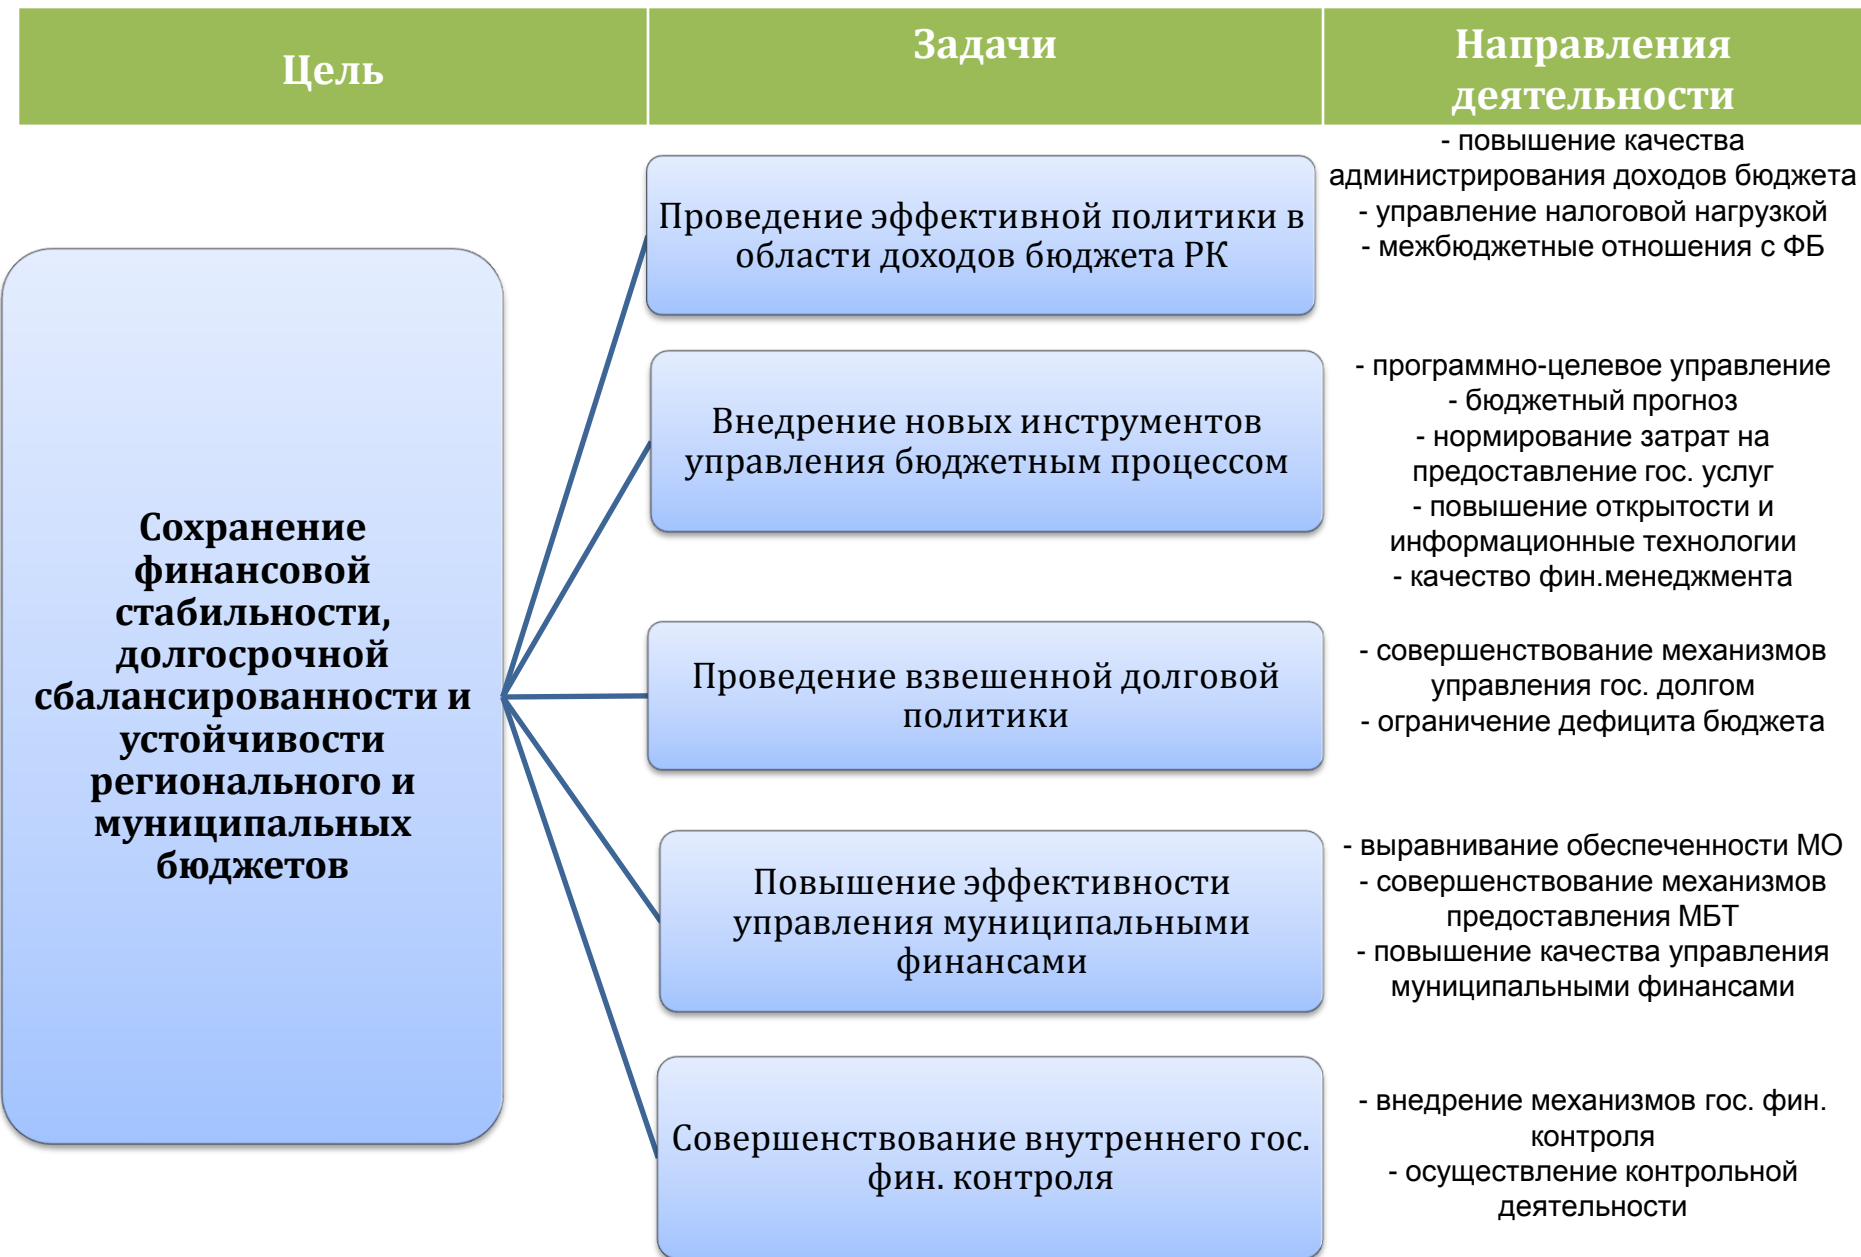 Цель
Задачи
Направления
деятельности
Сохранение
финансовой
стабильности,
долгосрочной
сбалансированности и
устойчивости
регионального и
муниципальных
бюджетов
Проведение эффективной политики в
области доходов бюджета РК
- повышение качества
администрирования доходов бюджета
- управление налоговой нагрузкой
- межбюджетные отношения с ФБ
Внедрение новых инструментов
управления бюджетным процессом
- программно-целевое управление
- бюджетный прогноз
- нормирование затрат на
предоставление гос. услуг
- повышение открытости и
информационные технологии
- качество фин.менеджмента
Проведение взвешенной долговой
политики
- совершенствование механизмов
управления гос. долгом
- ограничение дефицита бюджета
Повышение эффективности
управления муниципальными
финансами
- выравнивание обеспеченности МО
- совершенствование механизмов
предоставления МБТ
- повышение качества управления
муниципальными финансами
Совершенствование внутреннего гос.
фин. контроля
- внедрение механизмов гос. фин.
контроля
- осуществление контрольной
деятельности